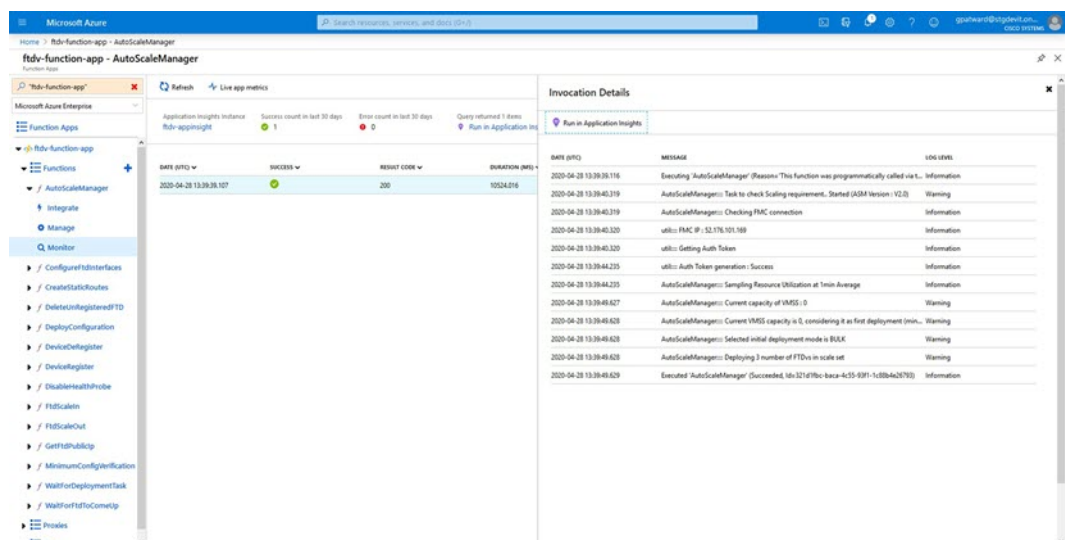 Microsoft Azure
Search resources, services, and docs (G+/)
gpatward@stgdevit.on...
CISCO SYSTEMS
Home > ftdv-function-app - AutoScaleManager
ftdv-function-app - AutoScaleManager
Function Apps
"ftdv-function-app"
Microsoft Azure Enterprise
Function Apps
ftdv-function-app
Functions
AutoScaleManager
Integrate
Manage
Monitor
ConfigureFtdInterfaces
CreateStaticRoutes
DeleteUnRegisteredFTD
DeployConfiguration
DeviceDeRegister
DeviceRegister
DisableHealthProbe
FtdScaleIn
FtdScaleOut
GetFtdPublicIp
MinimumConfigVerification
WaitForDeploymentTask
WaitForFtdToComeUp
Proxies
Refresh Live app metrics
Application Insights Instance Success count in last 30 days Error count in last 30 days Query returned 1 items
ftdv-appinsight 1 0 Run in Application Ins
DATE (UTC) SUCCESS RESULT CODE DURATION (MS)
2020-04-28 13:39:39.107 200 10524.016
Invocation Details
Run in Application Insights
DATE (UTC) MESSAGE LOG LEVEL
2020-04-28 13:39:39.116 Executing 'AutoScaleManager' (Reason='This function was programmatically called via t... Information
2020-04-28 13:39:40.319 AutoScaleManager::: Task to check Scaling requirement.. Started (ASM Version : V2.0) Warning
2020-04-28 13:39:40.319 AutoScaleManager::: Checking FMC connection Information
2020-04-28 13:39:40.320 util::: FMC IP : 52.176.101.169 Information
2020-04-28 13:39:40.320 util::: Getting Auth Token Information
2020-04-28 13:39:44.235 util::: Auth Token generation : Success Information
2020-04-28 13:39:44.235 AutoScaleManager::: Sampling Resource Utilization at 1min Average Information
2020-04-28 13:39:49.627 AutoScaleManager::: Current capacity of VMSS : 0 Warning
2020-04-28 13:39:49.628 AutoScaleManager::: Current VMSS capacity is 0, considering it as first deployment (min... Warning
2020-04-28 13:39:49.628 AutoScaleManager::: Selected initial deployment mode is BULK Warning
2020-04-28 13:39:49.628 AutoScaleManager::: Deploying 3 number of FTDvs in scale set Warning
2020-04-28 13:39:49.629 Executed 'AutoScaleManager' (Succeeded, Id=321d1fbc-baca-4c55-93f1-1c88b4e26793) Information